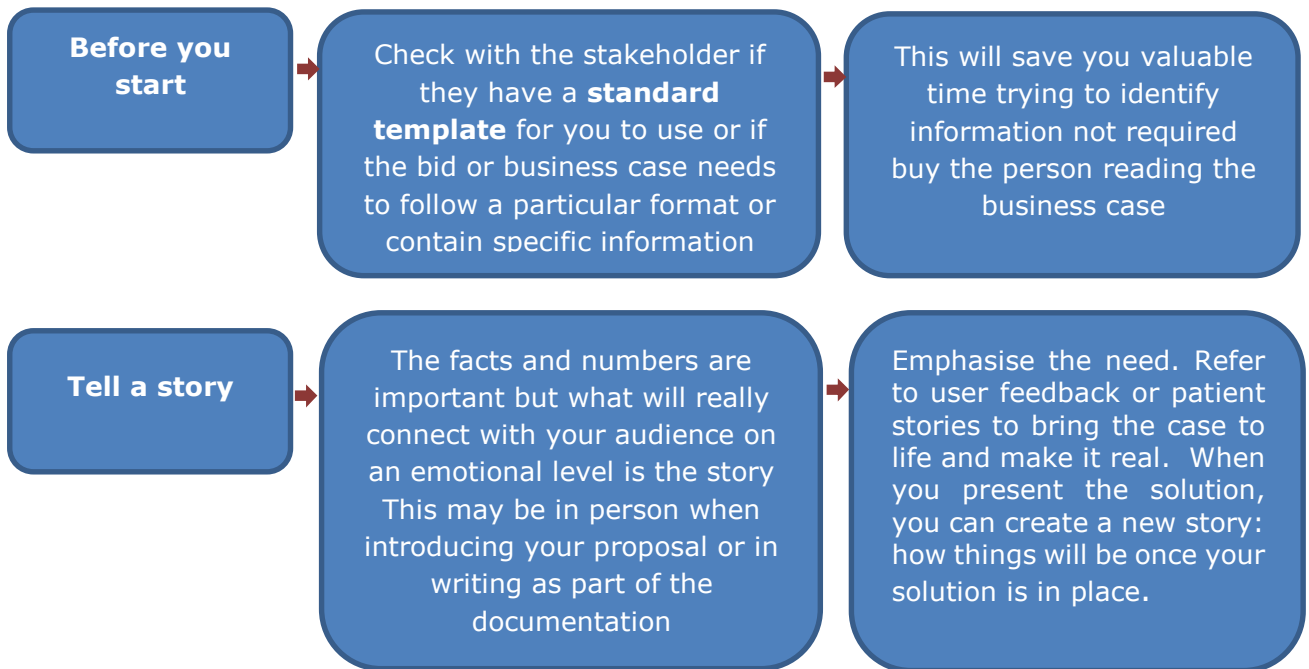 Before you
start
Check with the stakeholder if
they have a standard
template for you to use or if
the bid or business case needs
to follow a particular format or
contain specific information
This will save you valuable
time trying to identify
information not required
buy the person reading the
business case
Tell a story
The facts and numbers are
important but what will really
connect with your audience on
an emotional level is the story
This may be in person when
introducing your proposal or in
writing as part of the
documentation
Emphasise the need. Refer
to user feedback or patient
stories to bring the case to
life and make it real. When
you present the solution,
you can create a new story:
how things will be once your
solution is in place.